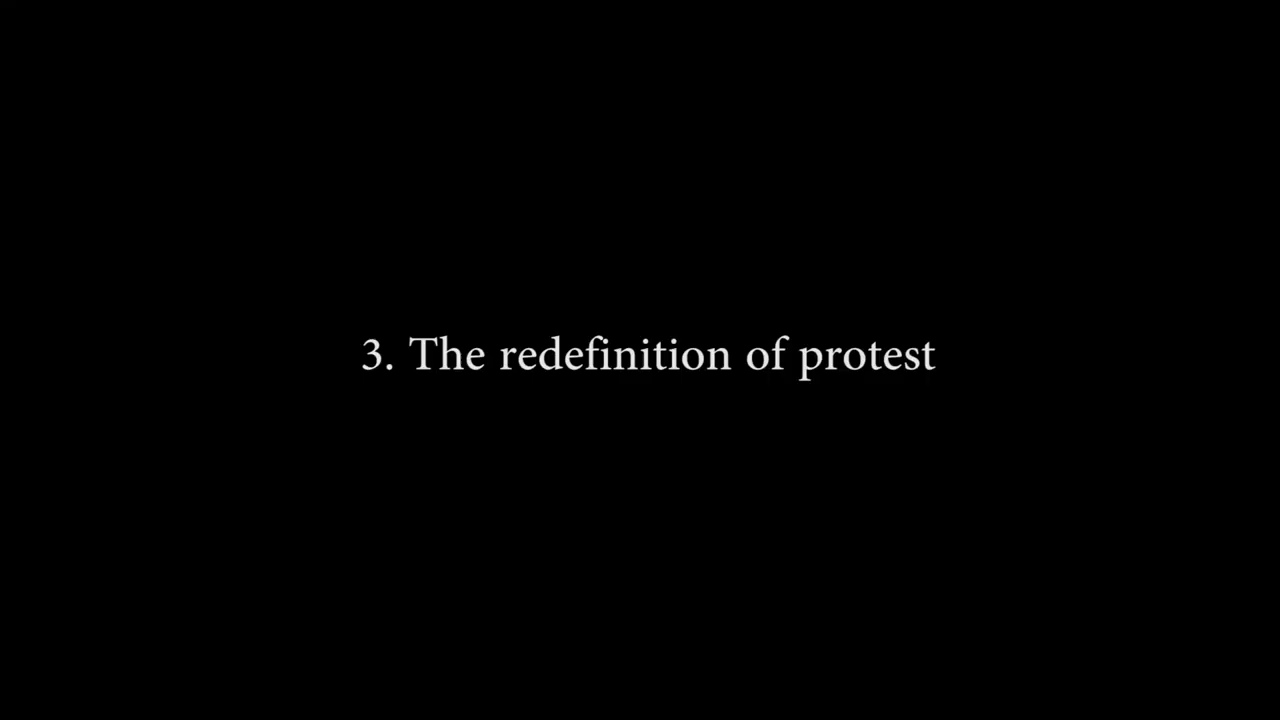 3. The redefinition of protest